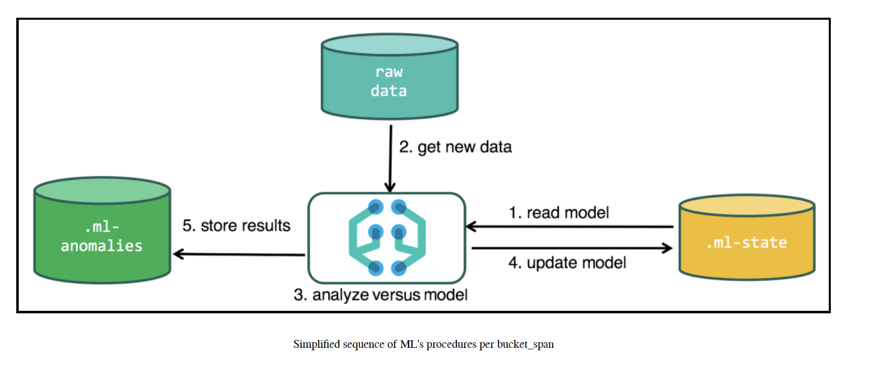 raw
data
2. get new data
.ml-
anomalies
5. store results
1. read model
.ml-state
4. update model
3. analyze versus model
Simplified sequence of ML's procedures per bucket_span